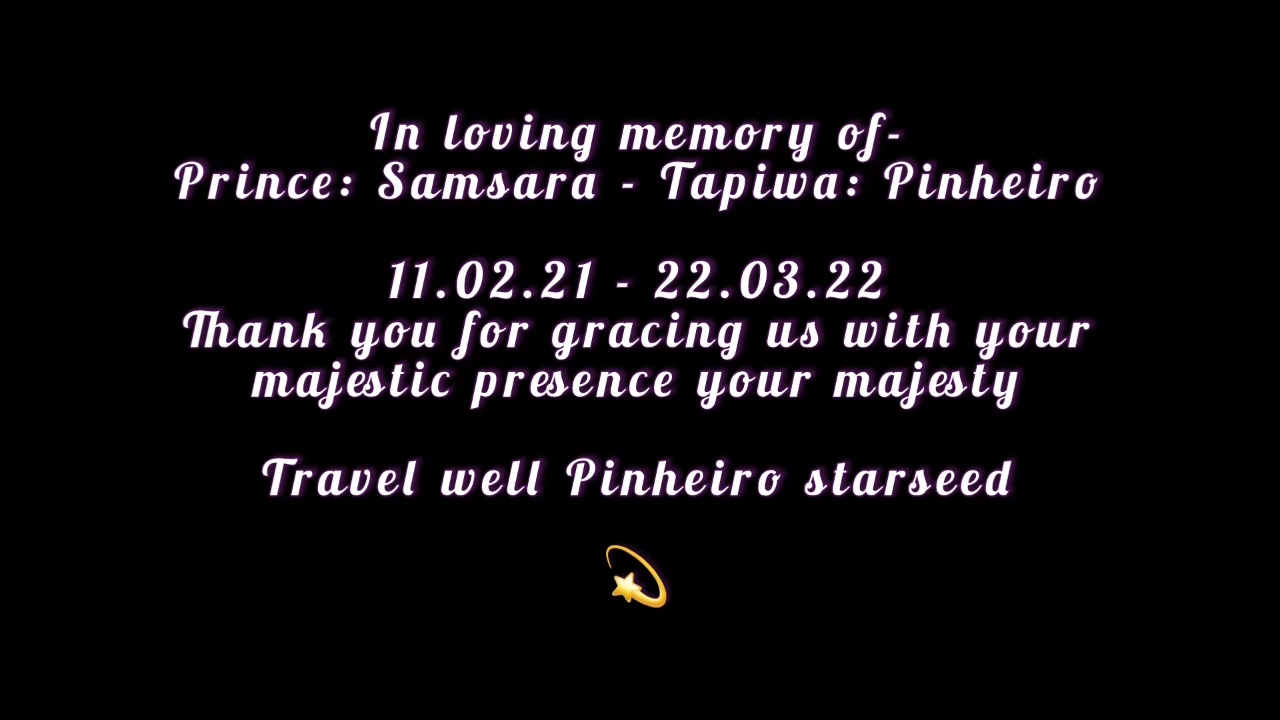 In loving memory of-
Prince: Samsara - Tapiwa: Pinheiro
11.02.21 - 22.03.22
Thank you for gracing us with your
majestic presence your majesty
Travel well Pinheiro starseed
💫